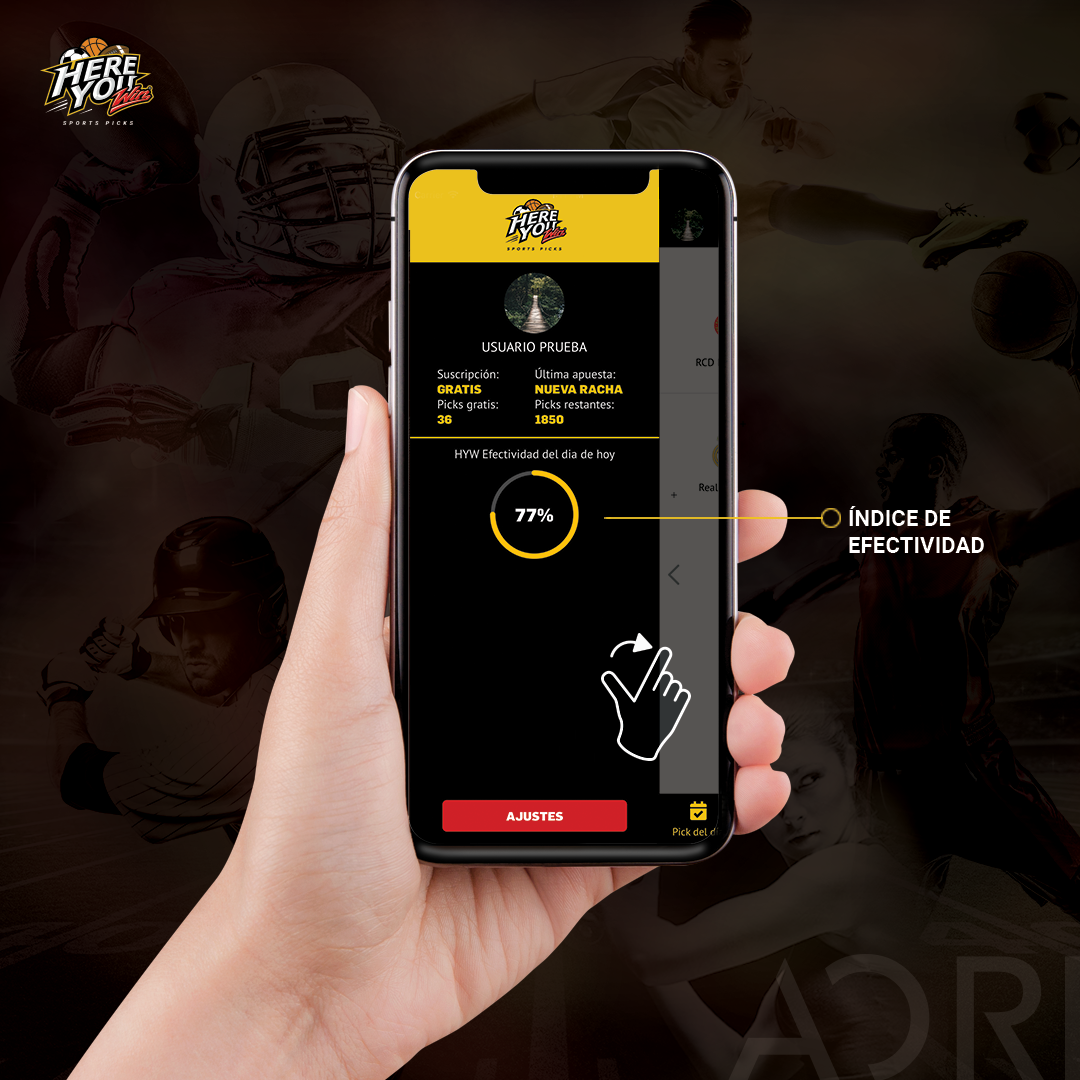 HERE
YOU
Win
SPORTS PICKS
HERE
YOU
Win
SPORTS PICKS
USUARIO PRUEBA
Suscripción:
GRATIS
Picks gratis:
36
Última apuesta:
NUEVA RACHA
Picks restantes:
1850
HYW Efectividad del dia de hoy
77%
RCD
Real
+
ÍNDICE DE
EFECTIVIDAD
AJUSTES
Pick del d
ADRI